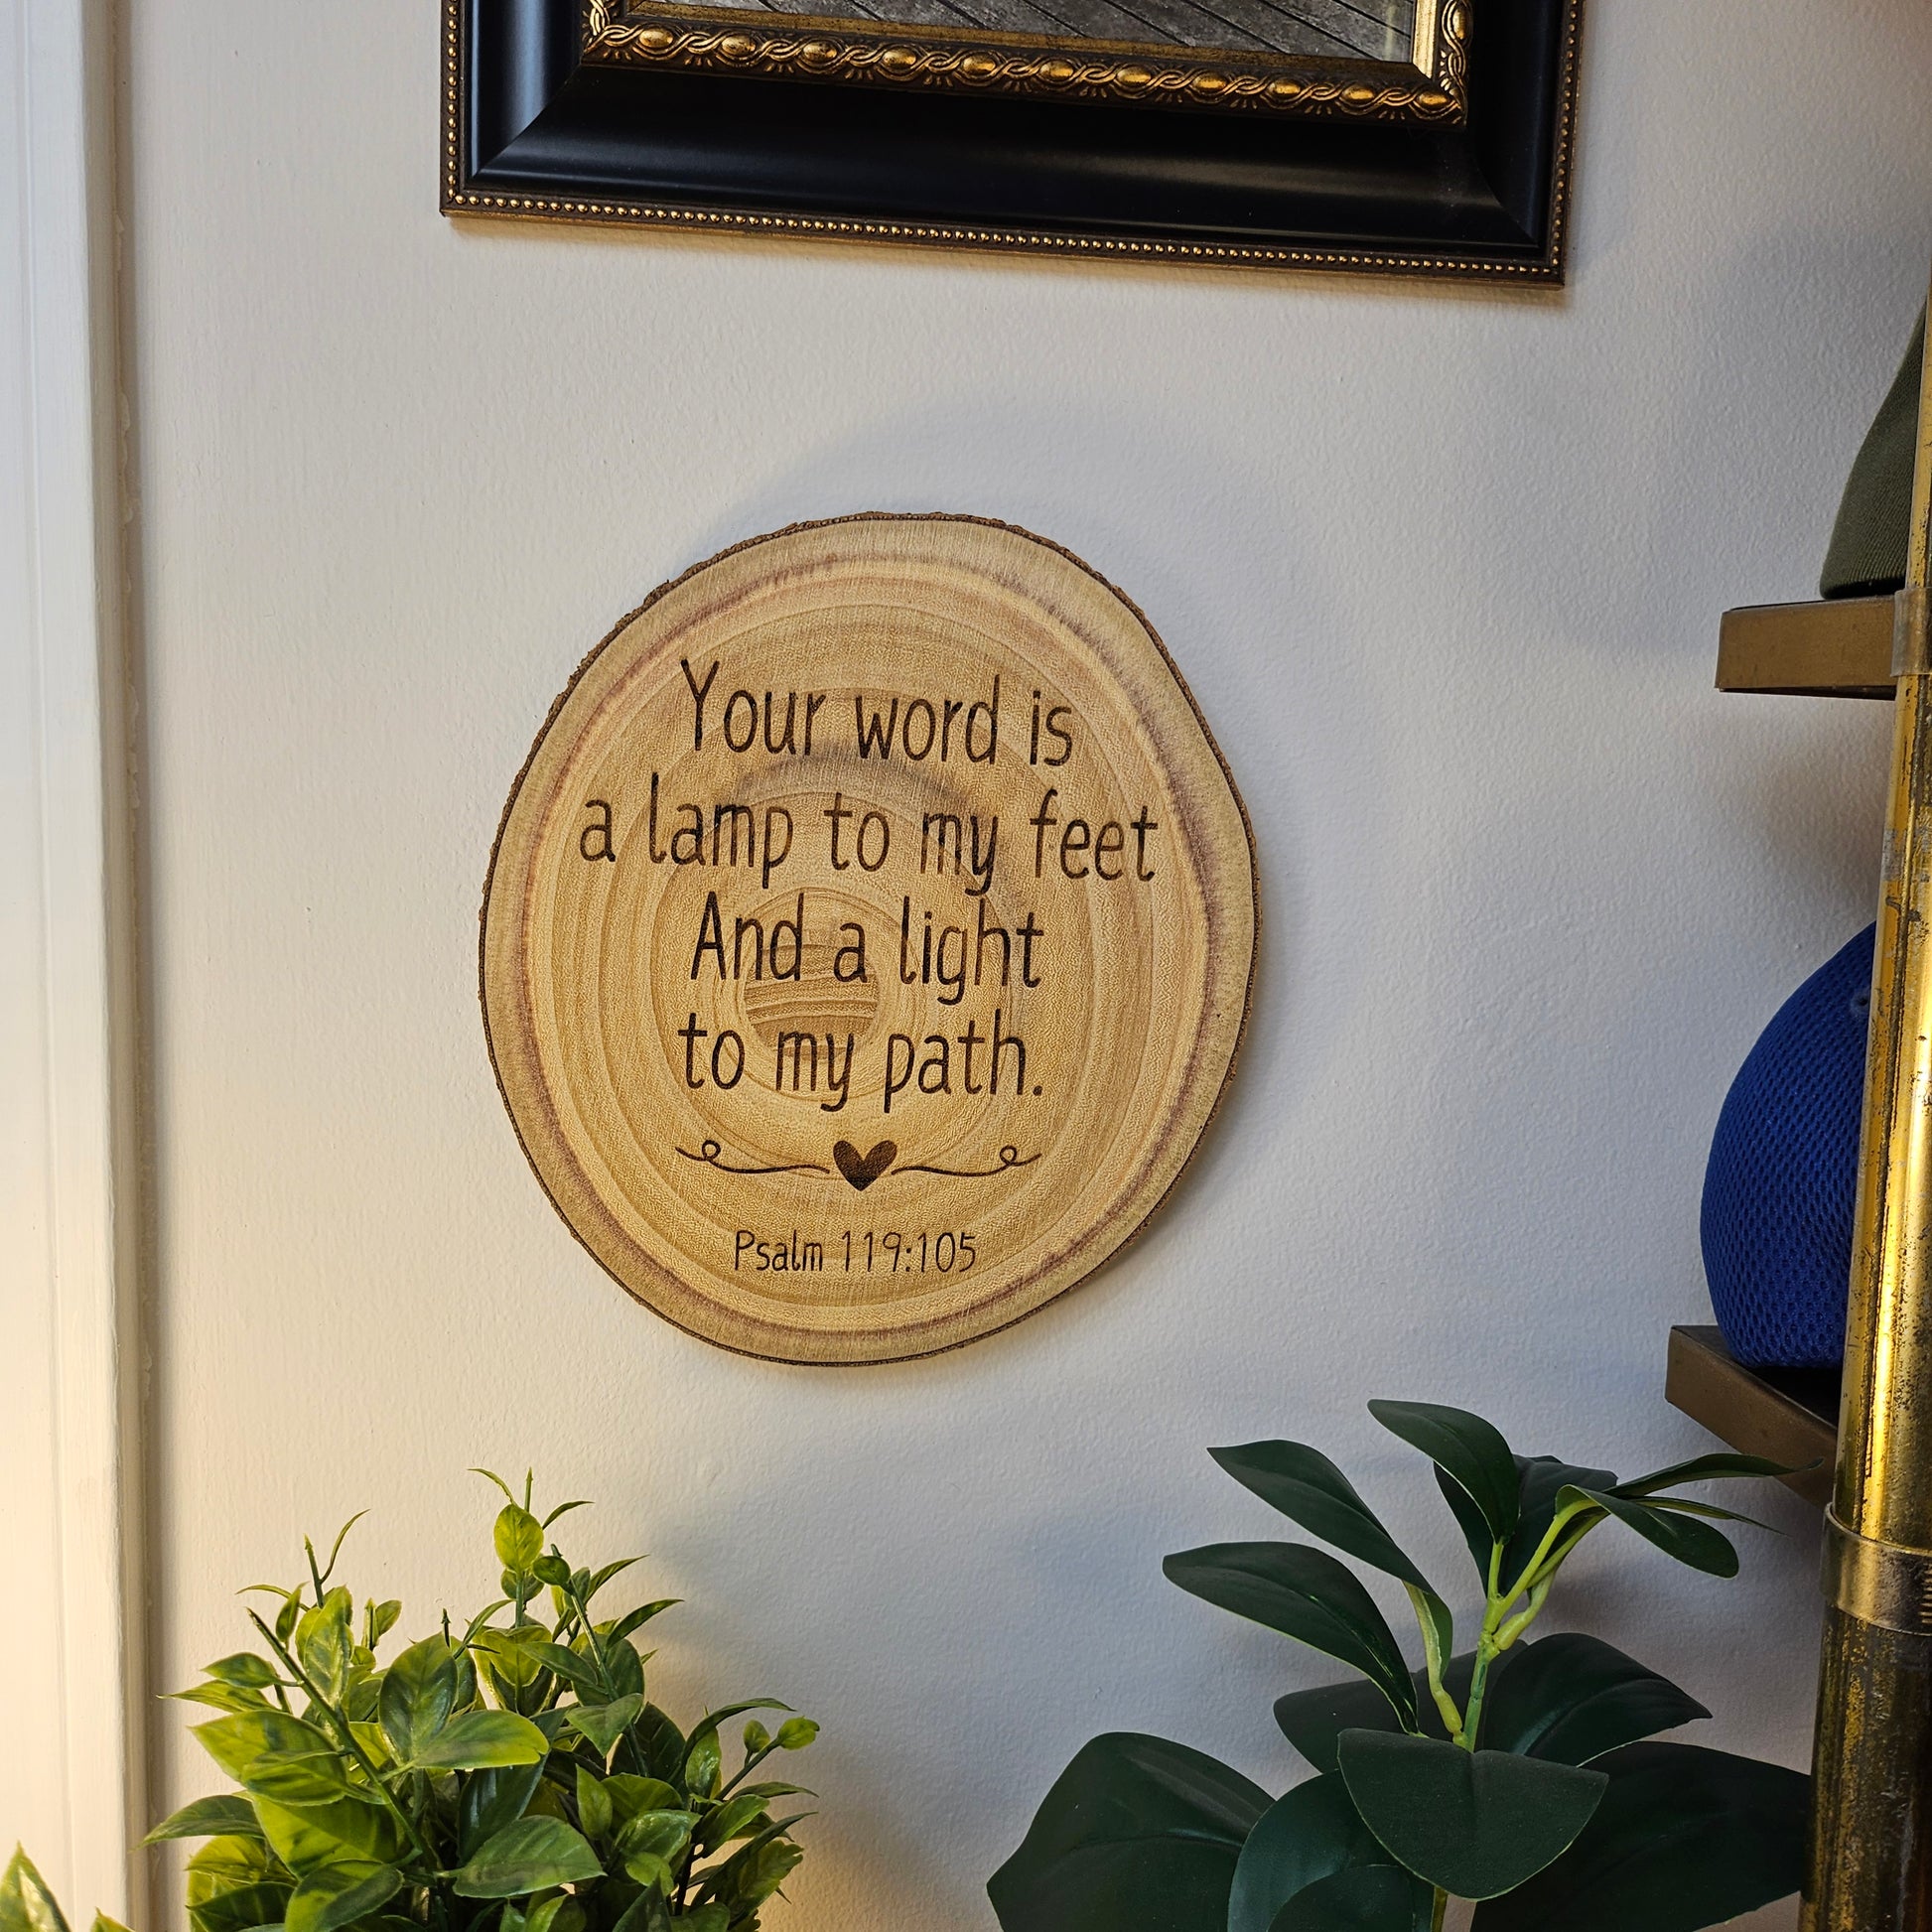 Your word is
a lamp to my feet
And a light
to my path.
Psalm 119:105